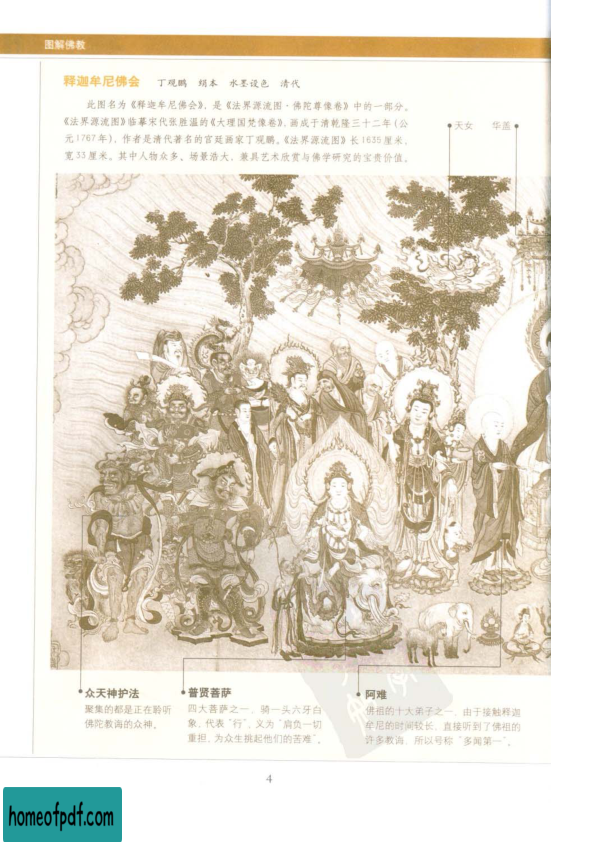 图解佛教
释迦牟尼佛会 丁观鹏 绢本 水墨设色 清代
此图名为《释迦牟尼佛会》，是《法界源流图·佛陀尊像卷》中的一部分。
《法界源流图》临摹宋代张胜温的《大理国梵像卷》，画成于清乾隆三十二年（公
元1767年），作者是清代著名的宫廷画家丁观鹏。《法界源流图》长1635厘米，
宽33厘米。其中人物众多、场景浩大，兼具艺术欣赏与佛学研究的宝贵价值。
天女 华盖
众天神护法
聚集的都是正在聆听
佛陀教诲的众神。
普贤菩萨
四大菩萨之一，骑一头六牙白
象，代表“行”，义为“肩负一切
重担，为众生挑起他们的苦难”。
阿难
佛祖的十大弟子之一，由于接触释迦
牟尼的时间较长，直接听到了佛祖的
许多教诲，所以号称“多闻第一”。
4
homeofpdf.com